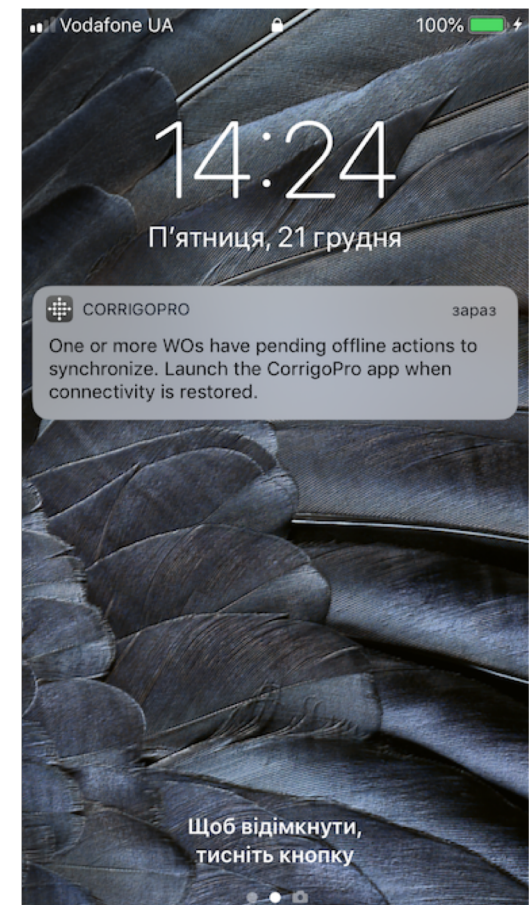 Vodafone UA
100%
14:24
П’ятниця, 21 грудня
CORRIGOPRO
зараз
One or more WOs have pending offline actions to
synchronize. Launch the CorrigoPro app when
connectivity is restored.
Щоб відімкнути,
тисніть кнопку